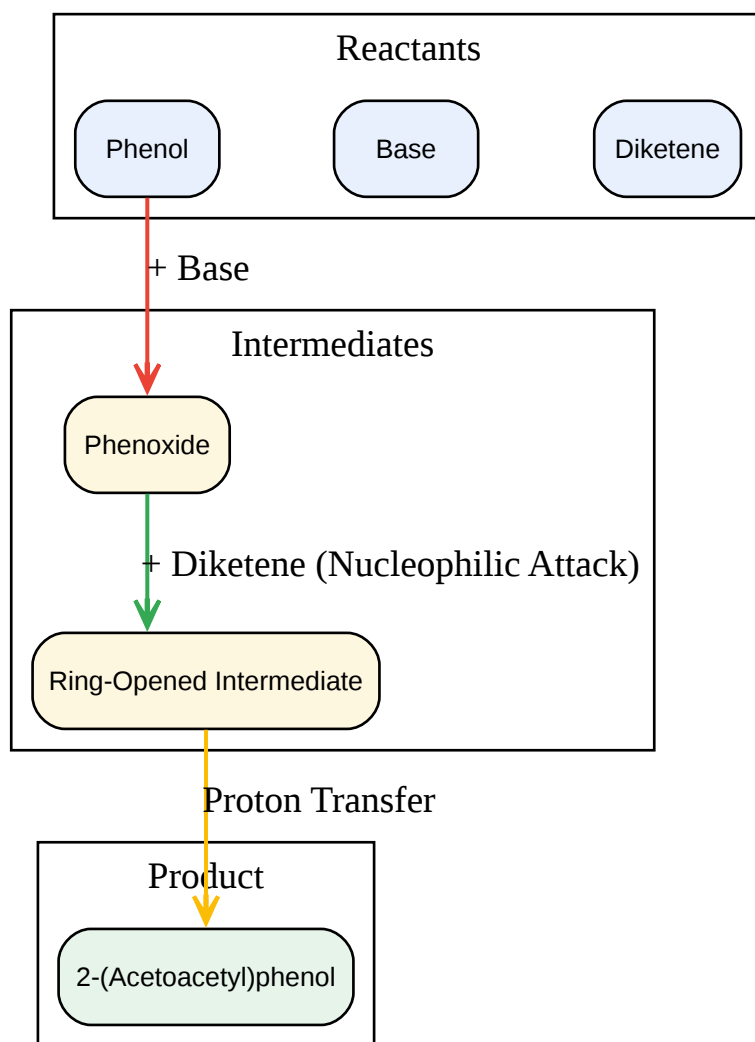 Reactants
Phenol
Base
Diketene
+ Base
Intermediates
Phenoxide
+ Diketene (Nucleophilic Attack)
Ring-Opened Intermediate
Proton Transfer
Product
2-(Acetoacetyl)phenol